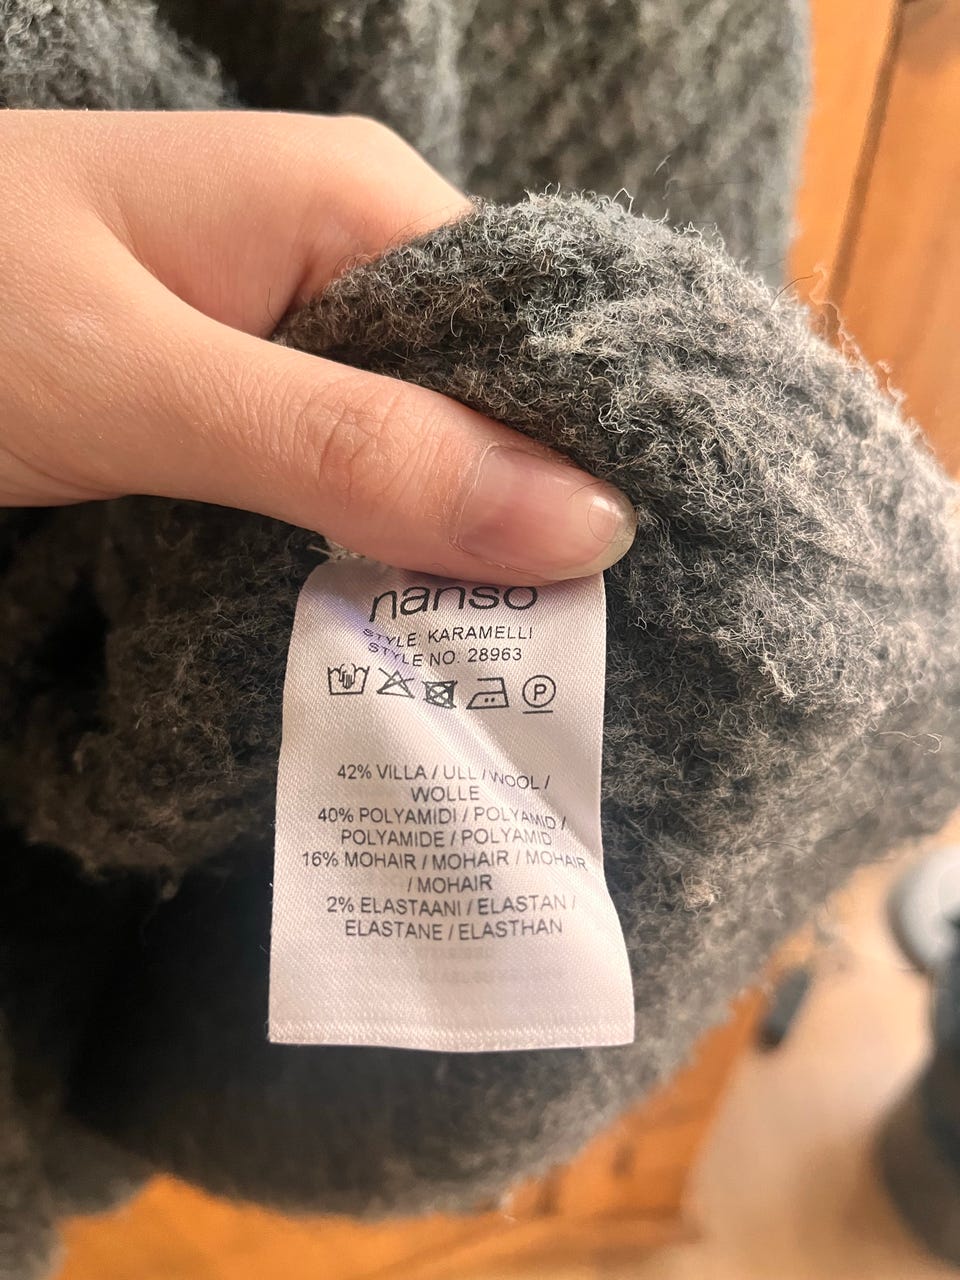 nanso
STYLE: KARAMELLI
STYLE NO: 28963
P
42% VILLA / ULL / WOOL /
WOLLE
40% POLYAMIDI / POLYAMID /
POLYAMIDE / POLYAMID
16% MOHAIR / MOHAIR / MOHAIR
/ MOHAIR
2% ELASTAANI / ELASTAN /
ELASTANE / ELASTHAN